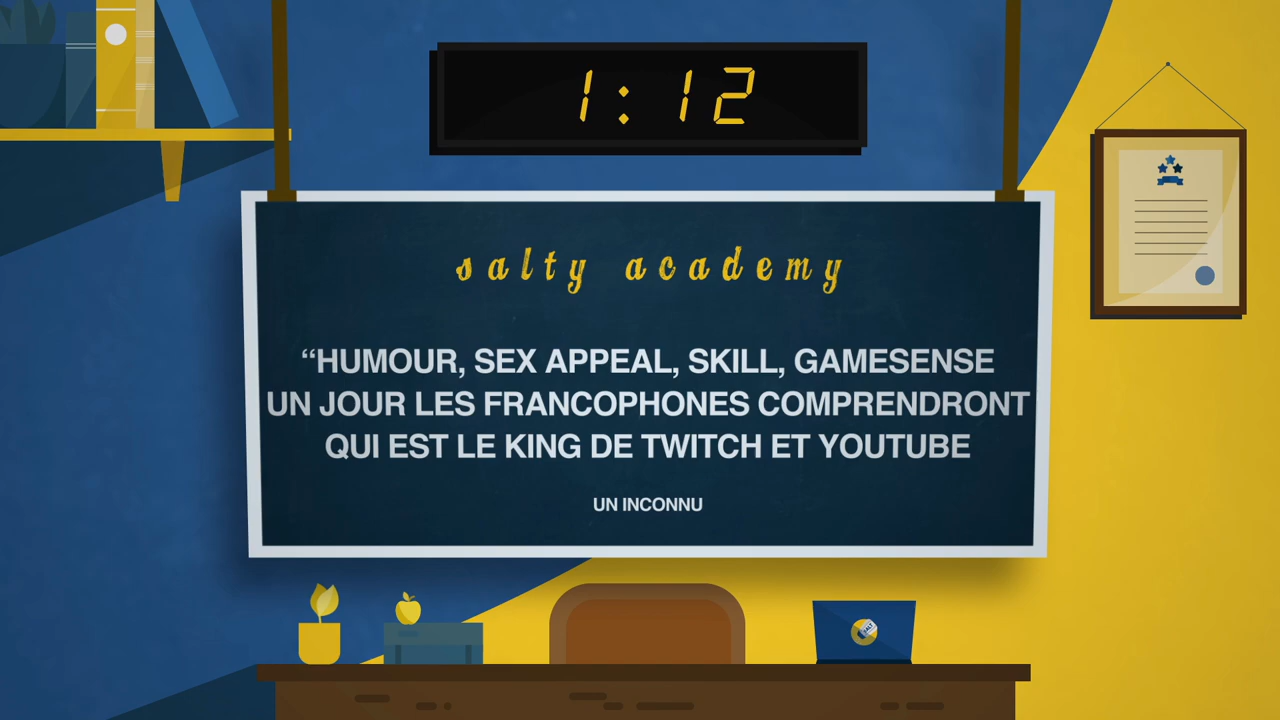 1:12
salty academy
“HUMOUR, SEX APPEAL, SKILL, GAMESENSE
UN JOUR LES FRANCOPHONES COMPRENDRONT
QUI EST LE KING DE TWITCH ET YOUTUBE
UN INCONNU